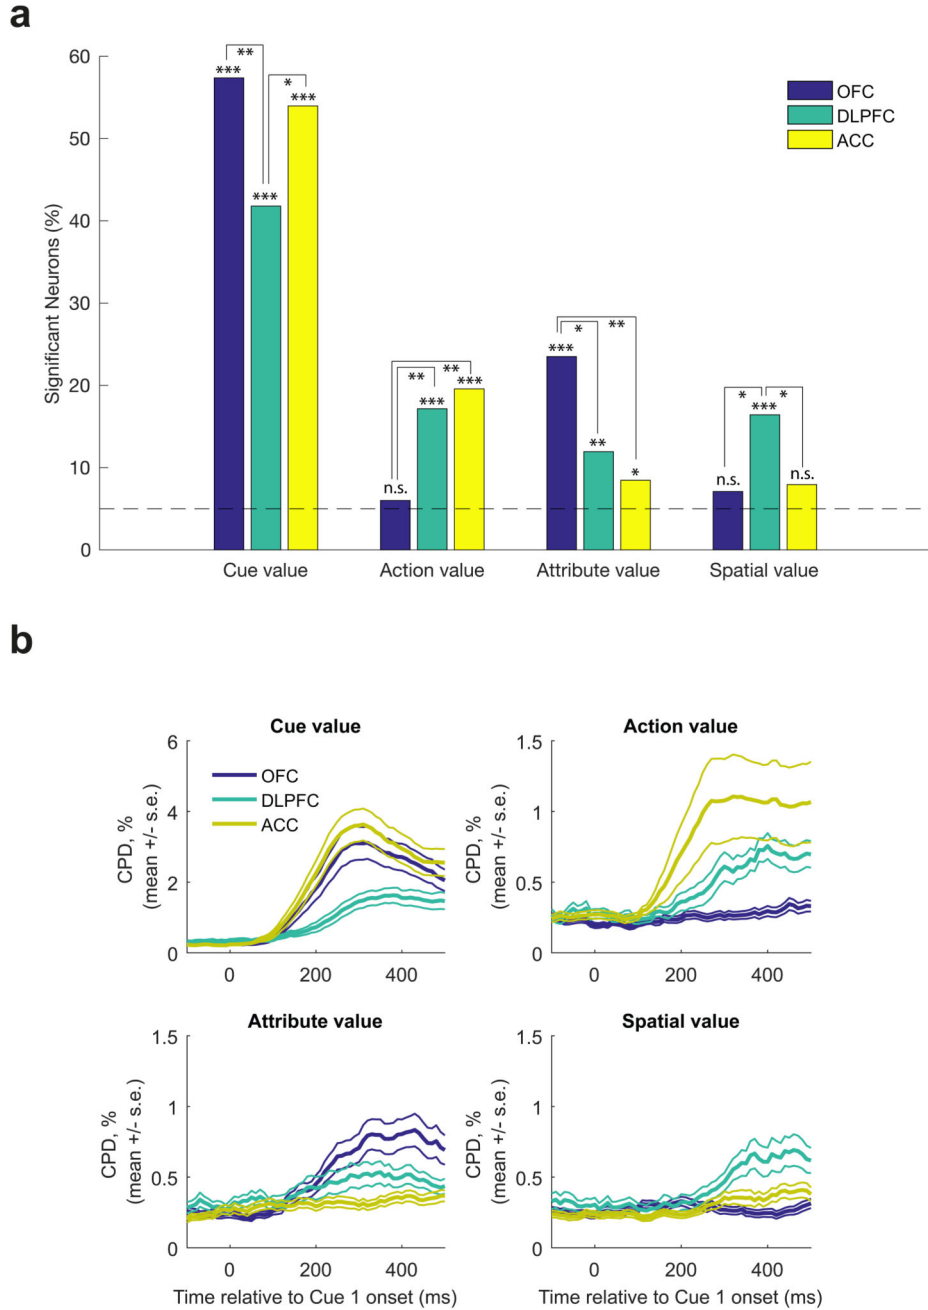 a
60
50
40
30
20
10
0
Significant Neurons (%)
OFC
DLPFC
ACC
** * *** *** ***
** ** n.s. *** ***
* ** *** ** *
* * n.s. *** n.s.
Cue value Action value Attribute value Spatial value
b
Cue value
6
4
2
0
CPD, %
(mean +/- s.e.)
OFC
DLPFC
ACC
0 200 400
Action value
1.5
1
0.5
0
CPD, %
(mean +/- s.e.)
0 200 400
Attribute value
1.5
1
0.5
0
CPD, %
(mean +/- s.e.)
0 200 400
Time relative to Cue 1 onset (ms)
Spatial value
1.5
1
0.5
0
CPD, %
(mean +/- s.e.)
0 200 400
Time relative to Cue 1 onset (ms)